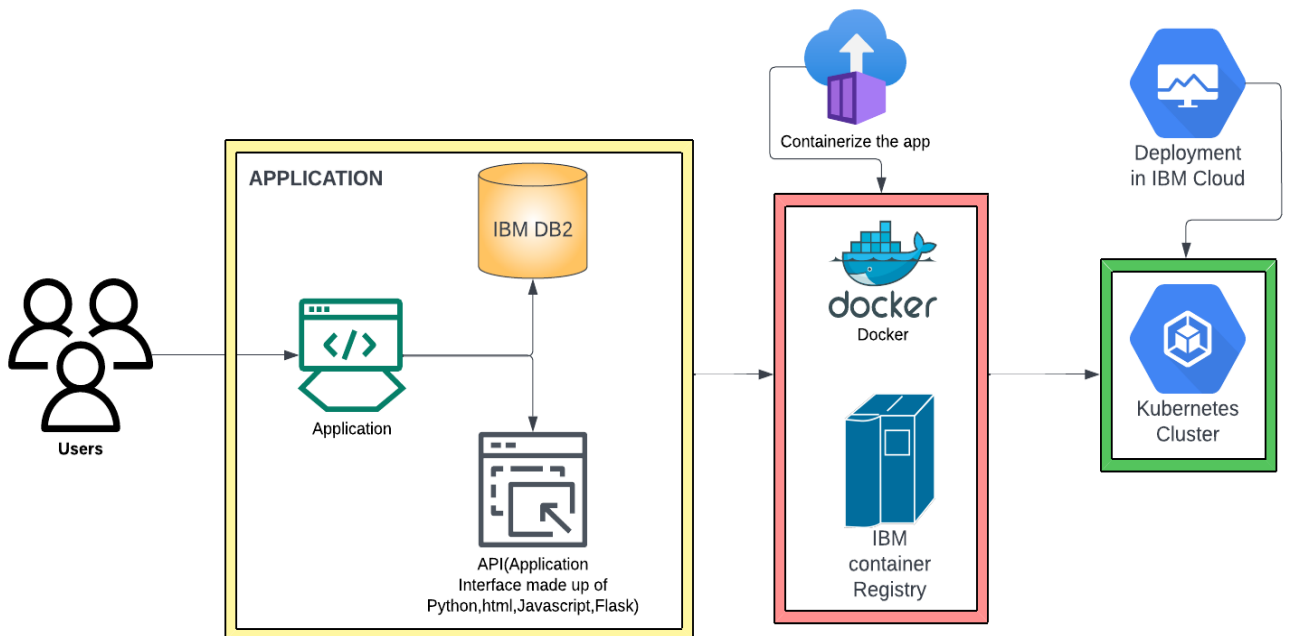 Containerize the app
Deployment
in IBM Cloud
APPLICATION
IBM DB2
docker
Docker
Kubernetes
Cluster
Application
Users
IBM
container
Registry
API(Application
Interface made up of
Python,html,Javascript,Flask)